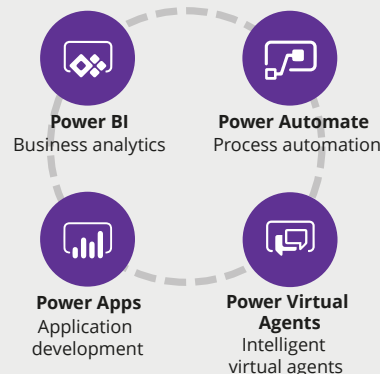 Power BI
Business analytics
Power Automate
Process automation
Power Apps
Application
development
Power Virtual
Agents
Intelligent
virtual agents